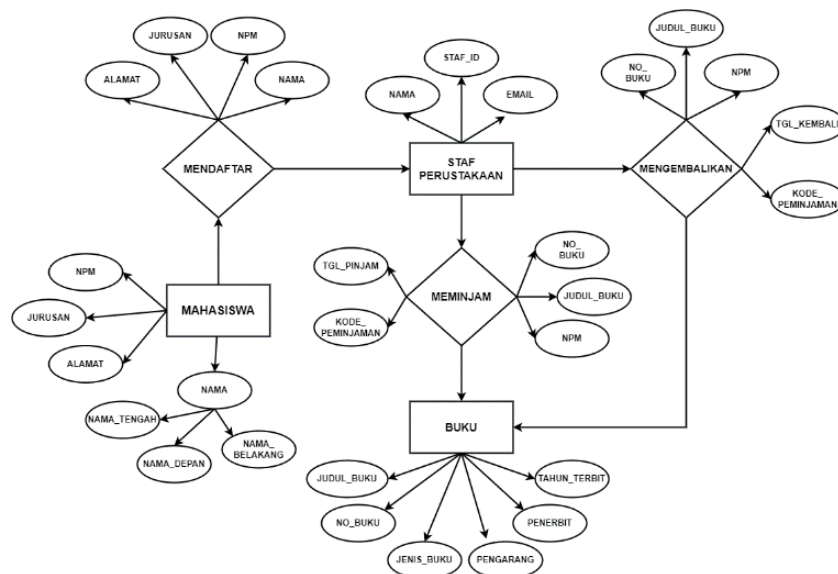 JURUSAN
NPM
ALAMAT
NAMA
MENDAFTAR
STAF_ID
NAMA
EMAIL
STAF
PERUSTAKAAN
JUDUL_BUKU
NO_
BUKU
NPM
TGL_KEMBALI
MENGEMBALIKAN
KODE_
PEMINJAMAN
NPM
JURUSAN
MAHASISWA
ALAMAT
NAMA
NAMA_TENGAH
NAMA_DEPAN
NAMA_
BELAKANG
TGL_PINJAM
KODE_
PEMINJAMAN
MEMINJAM
NO_
BUKU
JUDUL_BUKU
NPM
BUKU
JUDUL_BUKU
NO_BUKU
JENIS_BUKU
PENGARANG
PENERBIT
TAHUN_TERBIT